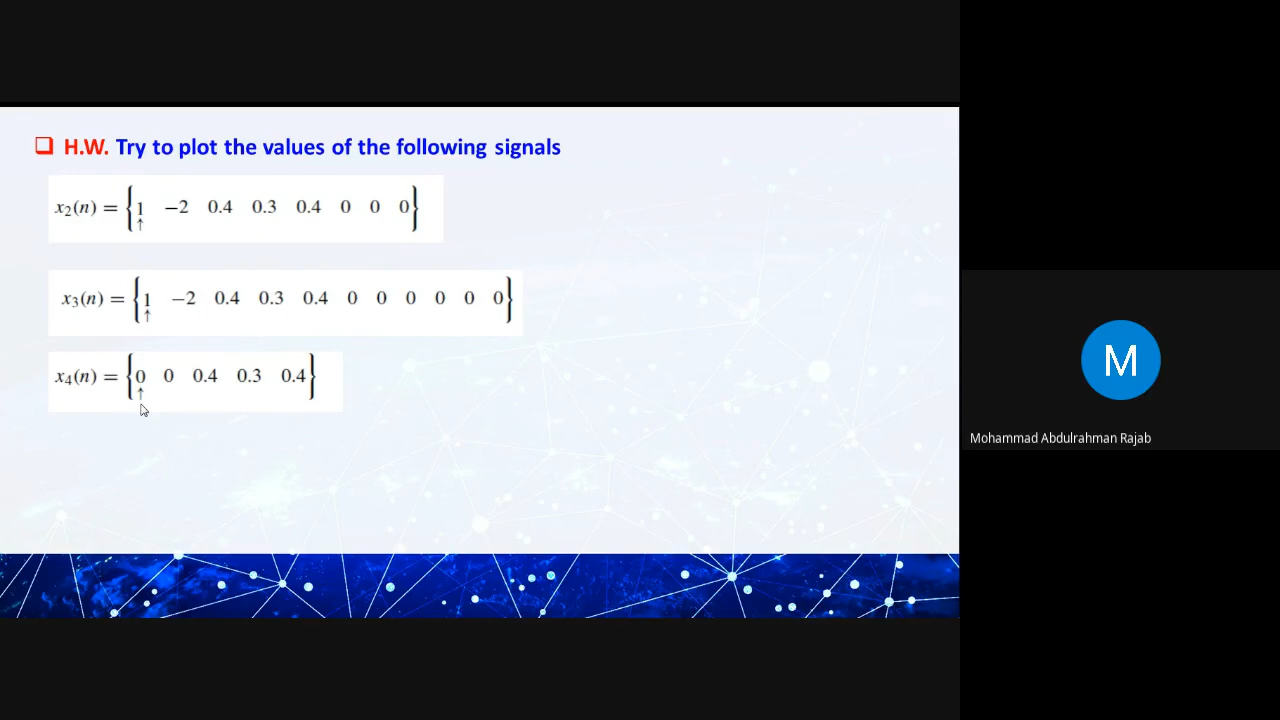 ❑ H.W. Try to plot the values of the following signals
x₂(n) = {1 −2 0.4 0.3 0.4 0 0 0}
↑
x₃(n) = {1 −2 0.4 0.3 0.4 0 0 0 0 0 0}
↑
x₄(n) = {0 0 0.4 0.3 0.4}
↑
M
Mohammad Abdulrahman Rajab